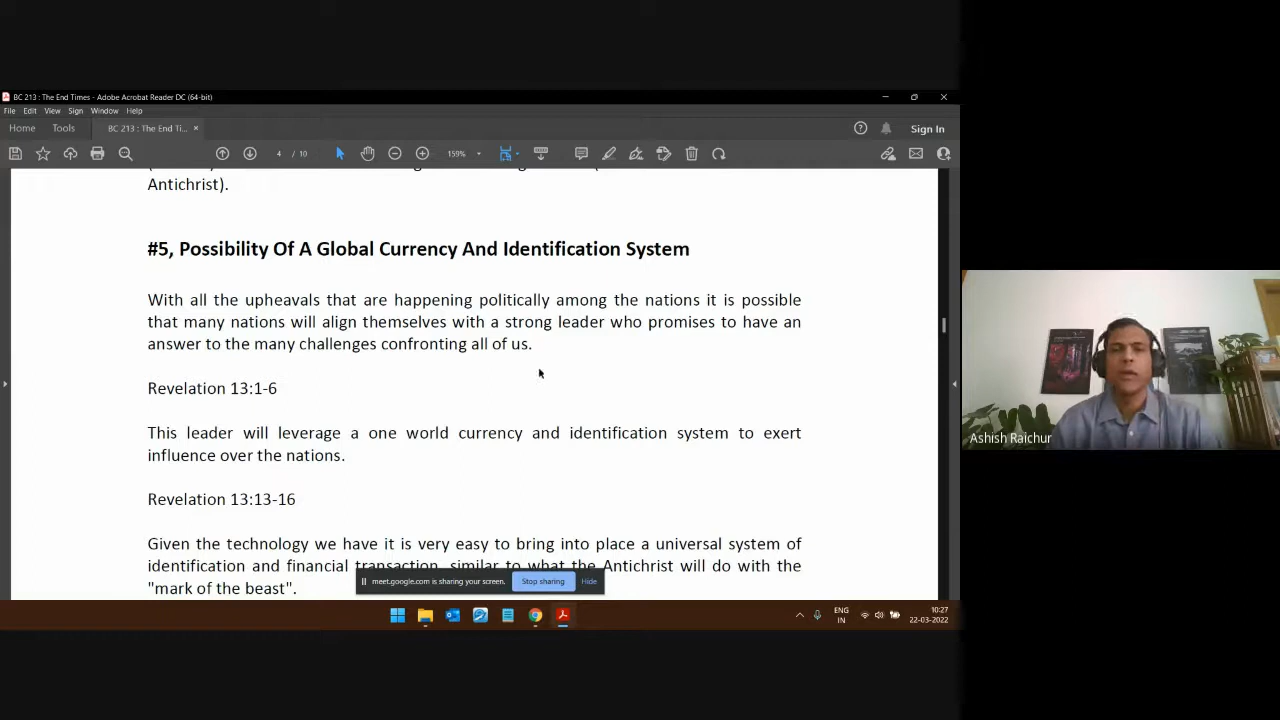 BC 213 : The End Times - Adobe Acrobat Reader DC (64-bit)
File Edit View Sign Window Help
Home Tools BC 213 : The End Ti... × Sign In
4 / 10 159%
Antichrist).
#5, Possibility Of A Global Currency And Identification System
With all the upheavals that are happening politically among the nations it is possible
that many nations will align themselves with a strong leader who promises to have an
answer to the many challenges confronting all of us.
Revelation 13:1-6
This leader will leverage a one world currency and identification system to exert
influence over the nations.
Revelation 13:13-16
Given the technology we have it is very easy to bring into place a universal system of
identification and financial transaction, similar to what the Antichrist will do with the
"mark of the beast".
meet.google.com is sharing your screen. Stop sharing Hide
ENG
IN
10:27
22-03-2022
Ashish Raichur